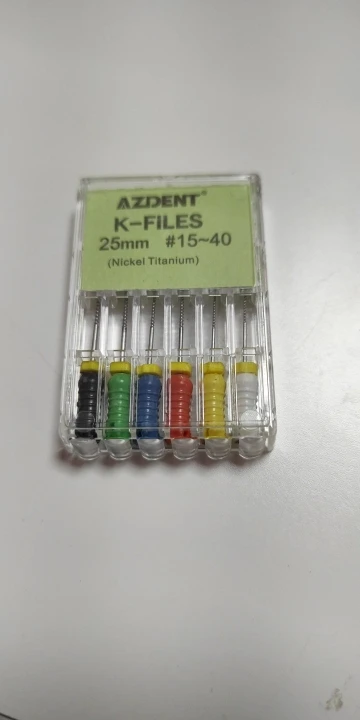 AZDENT®
K-FILES
25mm #15~40
(Nickel Titanium)